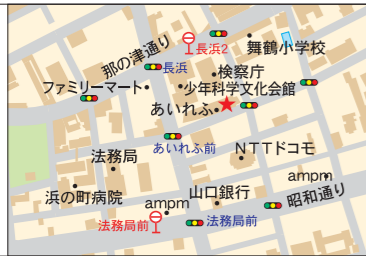 那の津通り
長浜2
舞鶴小学校
長浜
検察庁
ファミリーマート
少年科学文化会館
あいれふ
あいれふ前
NTTドコモ
法務局
ampm
浜の町病院
ampm
山口銀行
昭和通り
法務局前
法務局前